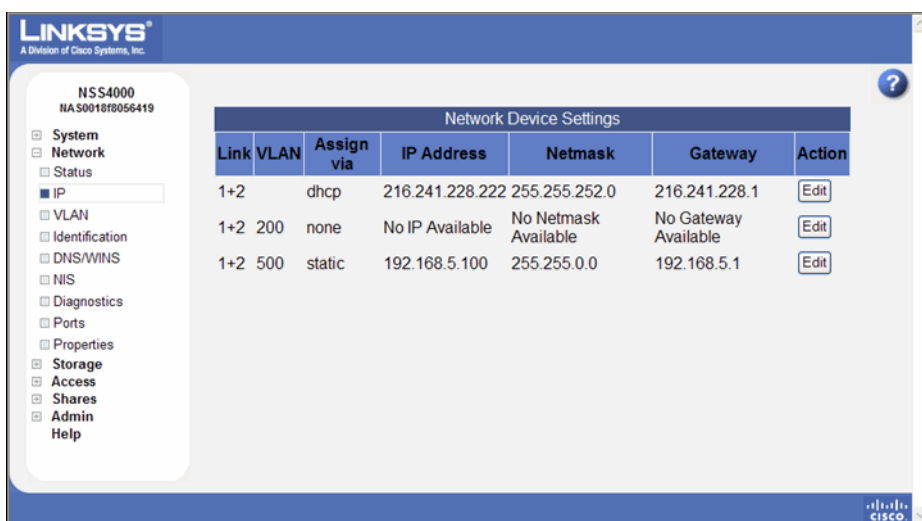 LINKSYS®
A Division of Cisco Systems, Inc.
NSS4000
NAS0018f8056419
System
Network
Status
IP
VLAN
Identification
DNS/WINS
NIS
Diagnostics
Ports
Properties
Storage
Access
Shares
Admin
Help
?
Network Device Settings
Link VLAN Assign via IP Address Netmask Gateway Action
1+2 dhcp 216.241.228.222 255.255.252.0 216.241.228.1 Edit
1+2 200 none No IP Available No Netmask Available No Gateway Available Edit
1+2 500 static 192.168.5.100 255.255.0.0 192.168.5.1 Edit
CISCO